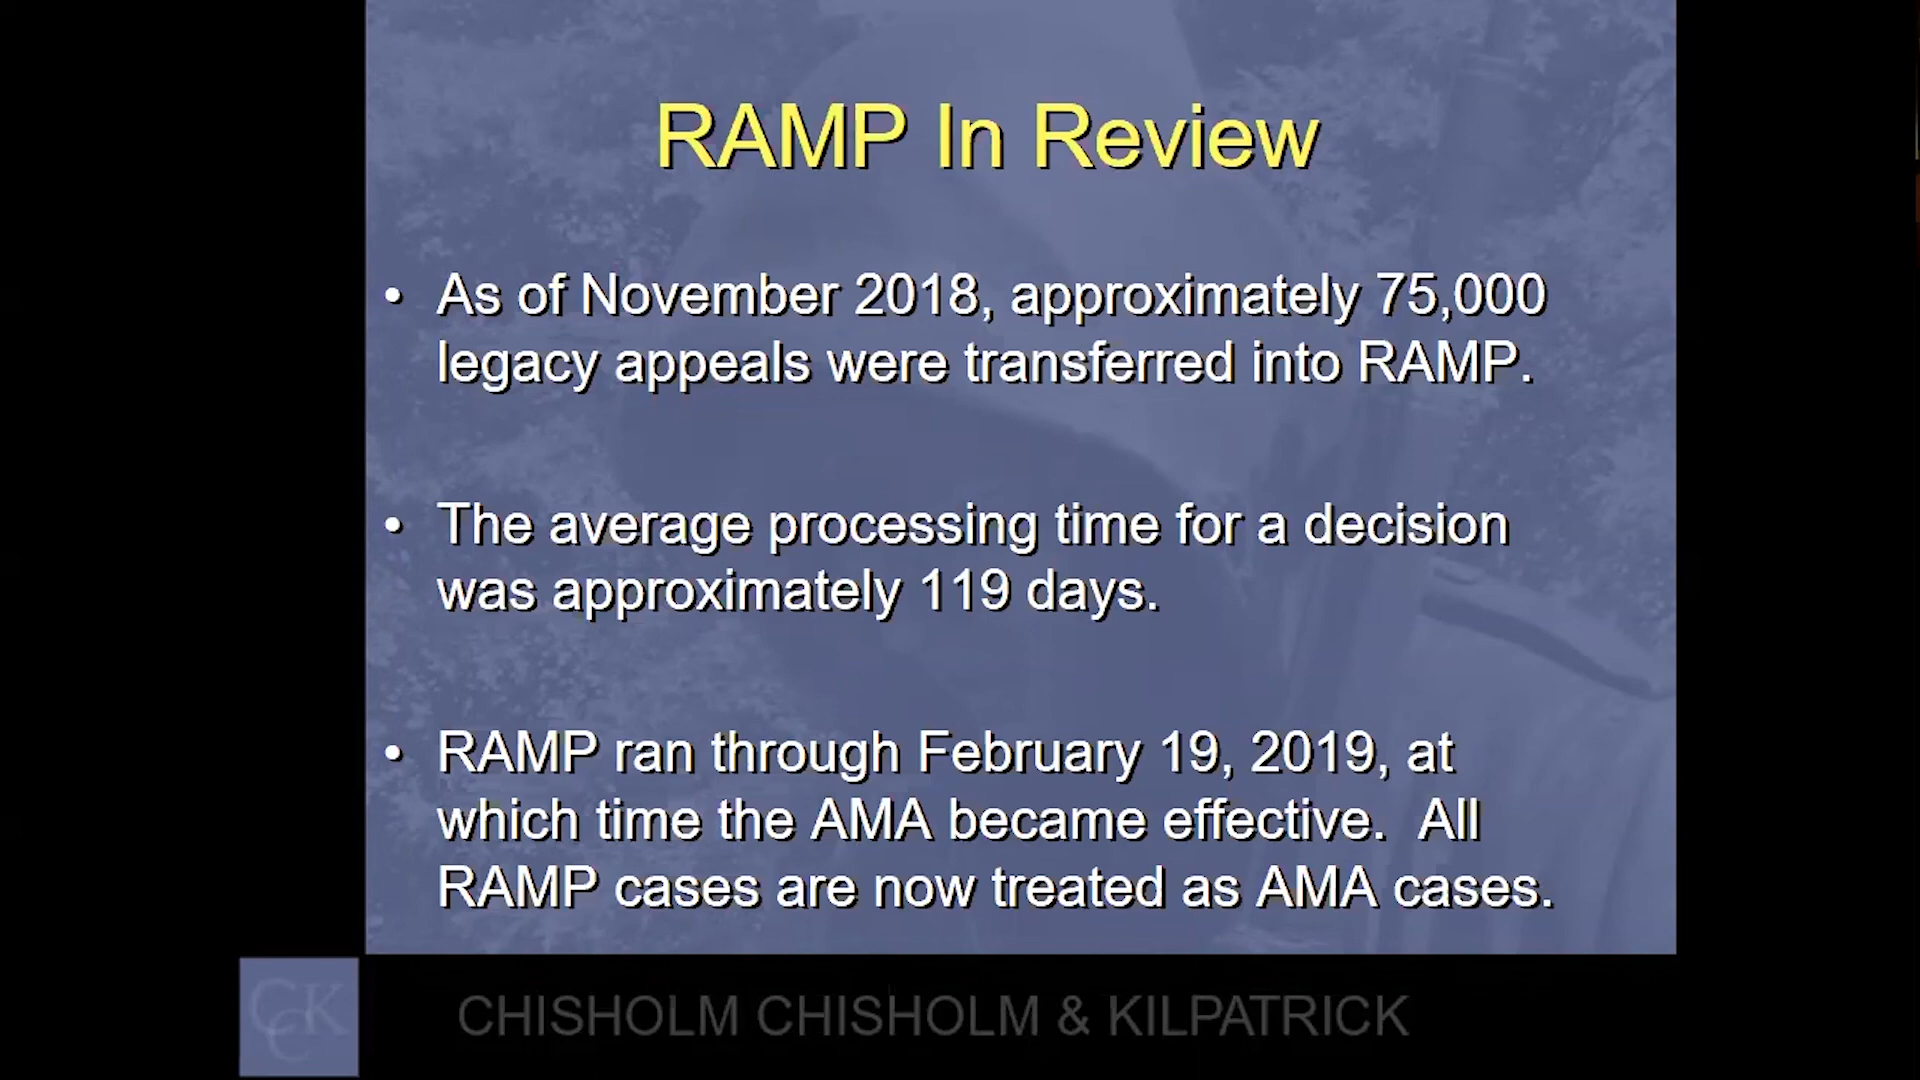 RAMP In Review
• As of November 2018, approximately 75,000
legacy appeals were transferred into RAMP.
• The average processing time for a decision
was approximately 119 days.
• RAMP ran through February 19, 2019, at
which time the AMA became effective.  All
RAMP cases are now treated as AMA cases.
CCK
CHISHOLM CHISHOLM & KILPATRICK